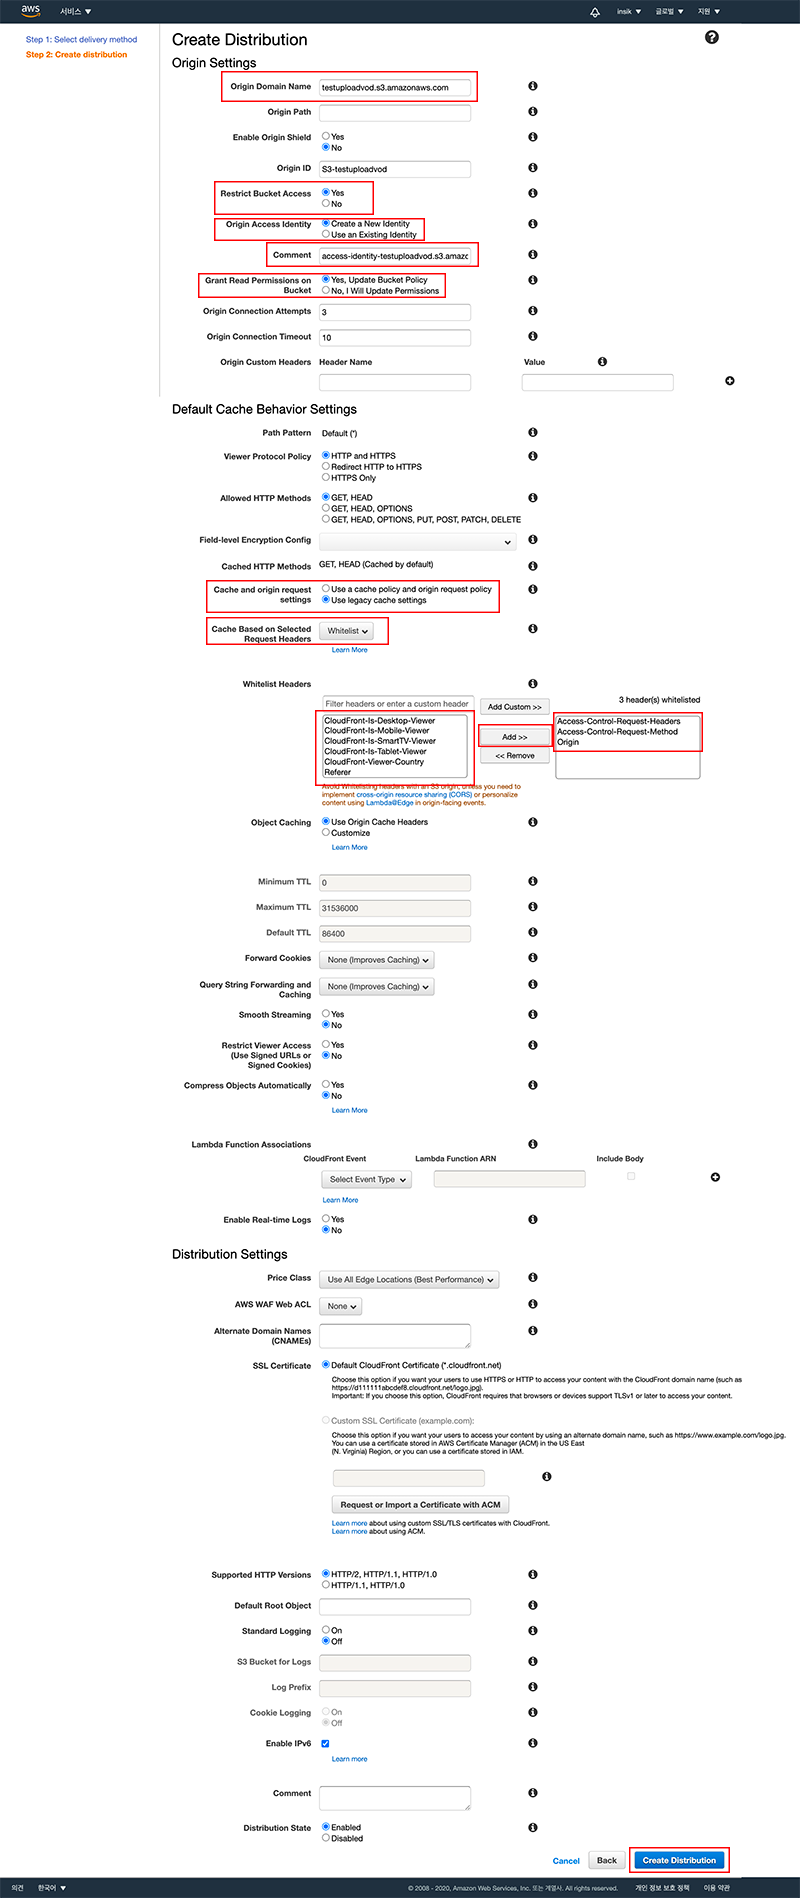 aws 서비스 ▼ insik ▼ 글로벌 ▼ 지원 ▼
Step 1: Select delivery method
Step 2: Create distribution
Create Distribution
Origin Settings
Origin Domain Name testuploadvod.s3.amazonaws.com
Origin Path
Enable Origin Shield Yes
No
Origin ID S3-testuploadvod
Restrict Bucket Access Yes
No
Origin Access Identity Create a New Identity
Use an Existing Identity
Comment access-identity-testuploadvod.s3.amazo
Grant Read Permissions on Bucket Yes, Update Bucket Policy
No, I Will Update Permissions
Origin Connection Attempts 3
Origin Connection Timeout 10
Origin Custom Headers Header Name Value
Default Cache Behavior Settings
Path Pattern Default (*)
Viewer Protocol Policy HTTP and HTTPS
Redirect HTTP to HTTPS
HTTPS Only
Allowed HTTP Methods GET, HEAD
GET, HEAD, OPTIONS
GET, HEAD, OPTIONS, PUT, POST, PATCH, DELETE
Field-level Encryption Config
Cached HTTP Methods GET, HEAD (Cached by default)
Cache and origin request settings Use a cache policy and origin request policy
Use legacy cache settings
Cache Based on Selected Request Headers Whitelist
Learn More
Whitelist Headers
Filter headers or enter a custom header Add Custom >> 3 header(s) whitelisted
CloudFront-Is-Desktop-Viewer
CloudFront-Is-Mobile-Viewer
CloudFront-Is-SmartTV-Viewer
CloudFront-Is-Tablet-Viewer
CloudFront-Viewer-Country
Referer
Add >>
<< Remove
Access-Control-Request-Headers
Access-Control-Request-Method
Origin
Avoid Whitelisting headers with an S3 origin, unless you need to
implement cross-origin resource sharing (CORS) or personalize
content using Lambda@Edge in origin-facing events.
Object Caching Use Origin Cache Headers
Customize
Learn More
Minimum TTL 0
Maximum TTL 31536000
Default TTL 86400
Forward Cookies None (Improves Caching)
Query String Forwarding and Caching None (Improves Caching)
Smooth Streaming Yes
No
Restrict Viewer Access (Use Signed URLs or Signed Cookies) Yes
No
Compress Objects Automatically Yes
No
Learn More
Lambda Function Associations
CloudFront Event Lambda Function ARN Include Body
Select Event Type
Learn More
Enable Real-time Logs Yes
No
Distribution Settings
Price Class Use All Edge Locations (Best Performance)
AWS WAF Web ACL None
Alternate Domain Names (CNAMEs)
SSL Certificate Default CloudFront Certificate (*.cloudfront.net)
Choose this option if you want your users to use HTTPS or HTTP to access your content with the CloudFront domain name (such as
https://d111111abcdef8.cloudfront.net/logo.jpg).
Important: If you choose this option, CloudFront requires that browsers or devices support TLSv1 or later to access your content.
Custom SSL Certificate (example.com):
Choose this option if you want your users to access your content by using an alternate domain name, such as https://www.example.com/logo.jpg.
You can use a certificate stored in AWS Certificate Manager (ACM) in the US East
(N. Virginia) Region, or you can use a certificate stored in IAM.
Request or Import a Certificate with ACM
Learn more about using custom SSL/TLS certificates with CloudFront.
Learn more about using ACM.
Supported HTTP Versions HTTP/2, HTTP/1.1, HTTP/1.0
HTTP/1.1, HTTP/1.0
Default Root Object
Standard Logging On
Off
S3 Bucket for Logs
Log Prefix
Cookie Logging On
Off
Enable IPv6
Learn more
Comment
Distribution State Enabled
Disabled
Cancel Back Create Distribution
의견 한국어 ▼ © 2008 - 2020, Amazon Web Services, Inc. 또는 계열사. All rights reserved. 개인 정보 보호 정책 이용 약관